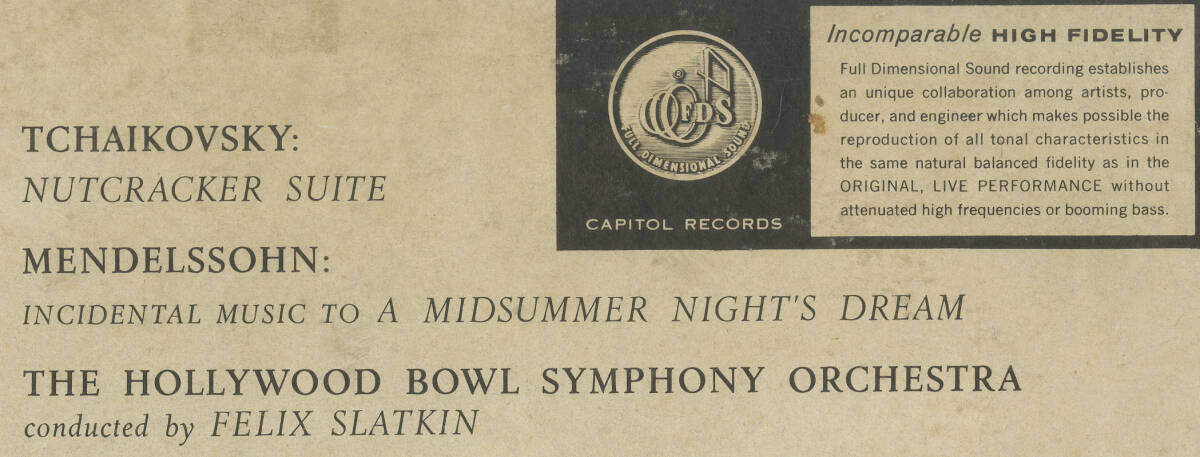 TCHAIKOVSKY:
NUTCRACKER SUITE
MENDELSSOHN:
INCIDENTAL MUSIC TO A MIDSUMMER NIGHT'S DREAM
THE HOLLYWOOD BOWL SYMPHONY ORCHESTRA
conducted by FELIX SLATKIN
®
FDS
FULL DIMENSIONAL SOUND
CAPITOL RECORDS
Incomparable HIGH FIDELITY
Full Dimensional Sound recording establishes
an unique collaboration among artists, pro-
ducer, and engineer which makes possible the
reproduction of all tonal characteristics in
the same natural balanced fidelity as in the
ORIGINAL, LIVE PERFORMANCE without
attenuated high frequencies or booming bass.